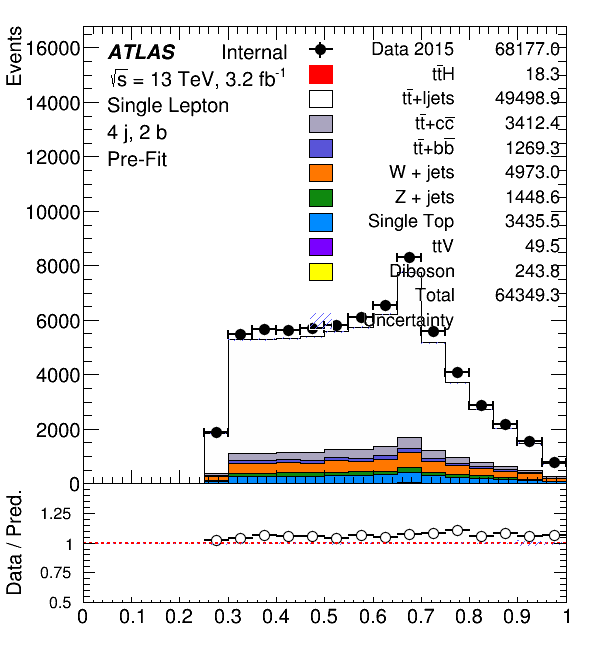 Events
16000
14000
12000
10000
8000
6000
4000
2000
0
ATLAS Internal
√s = 13 TeV, 3.2 fb⁻¹
Single Lepton
4 j, 2 b
Pre-Fit
Data 2015 68177.0
tt̄H 18.3
tt̄+ljets 49498.9
tt̄+cc̄ 3412.4
tt̄+bb̄ 1269.3
W + jets 4973.0
Z + jets 1448.6
Single Top 3435.5
ttV 49.5
Diboson 243.8
Total 64349.3
Uncertainty
Data / Pred.
1.25
1
0.75
0.5
0 0.1 0.2 0.3 0.4 0.5 0.6 0.7 0.8 0.9 1